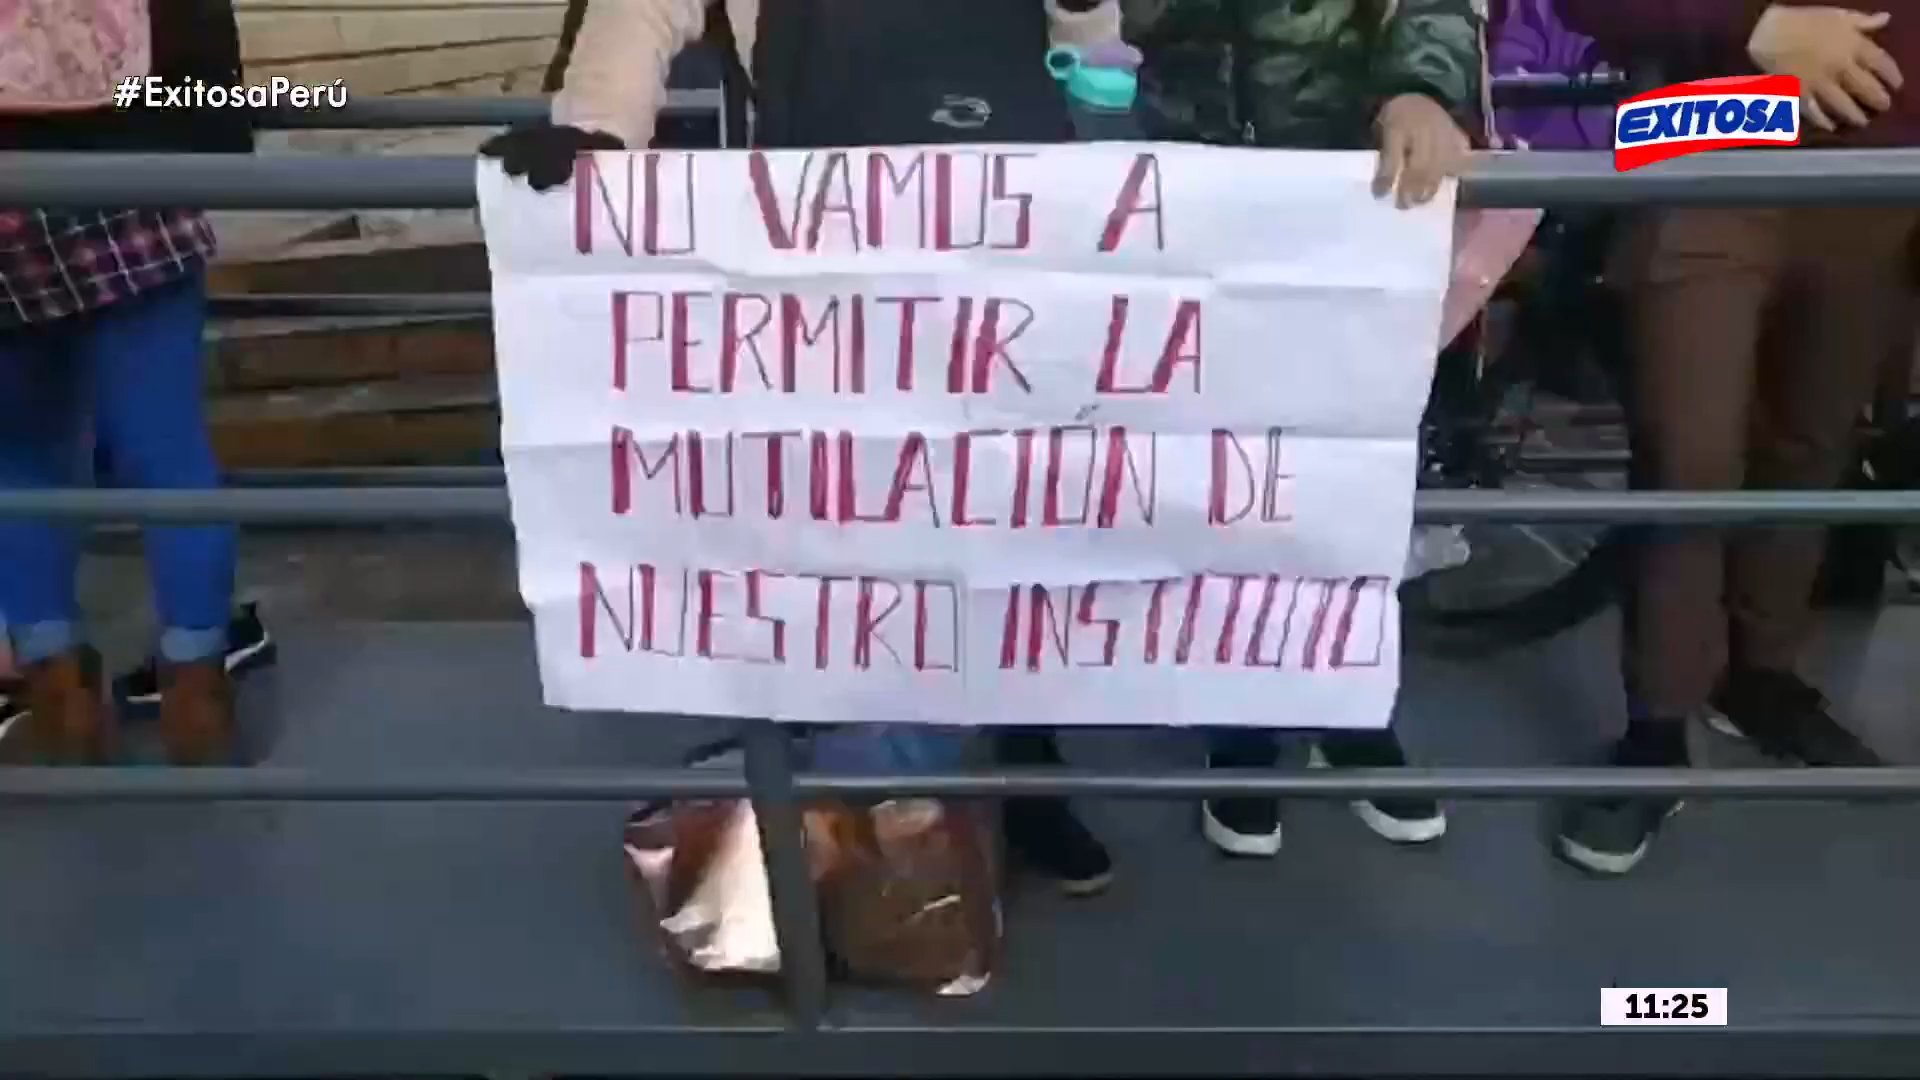 #ExitosaPerú
EXITOSA
NO VAMOS A
PERMITIR LA
MUTILACIÓN DE
NUESTRO INSTITUTO
11:25